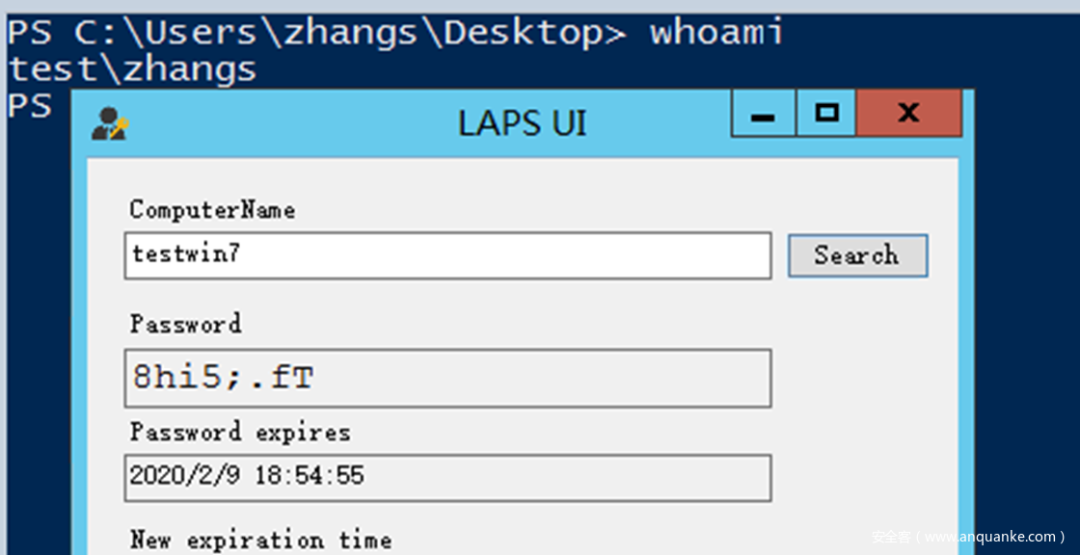 PS C:\Users\zhangs\Desktop> whoami
test\zhangs
PS
LAPS UI
ComputerName
testwin7
Search
Password
8hi5;.fT
Password expires
2020/2/9 18:54:55
New expiration time
安全客（www.anquanke.com）